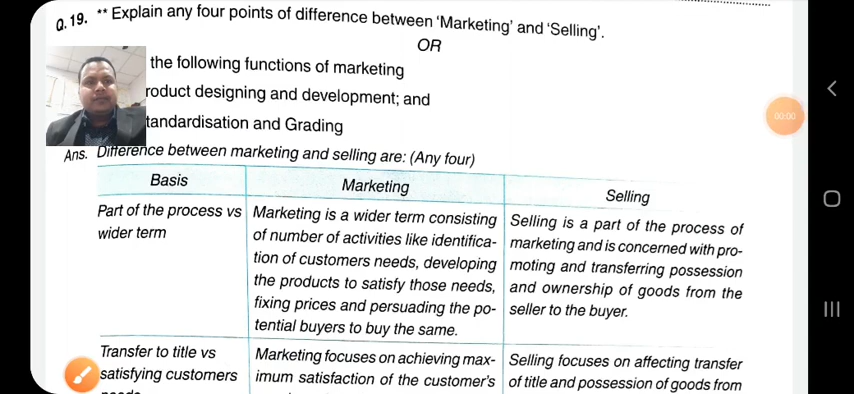 Q.19. ** Explain any four points of difference between 'Marketing' and 'Selling'.
OR
the following functions of marketing
roduct designing and development; and
tandardisation and Grading
Ans. Difference between marketing and selling are: (Any four)
Basis
Marketing
Selling
Part of the process vs
wider term
Marketing is a wider term consisting
of number of activities like identifica-
tion of customers needs, developing
the products to satisfy those needs,
fixing prices and persuading the po-
tential buyers to buy the same.
Selling is a part of the process of
marketing and is concerned with pro-
moting and transferring possession
and ownership of goods from the
seller to the buyer.
Transfer to title vs
satisfying customers
Marketing focuses on achieving max-
imum satisfaction of the customer's
Selling focuses on affecting transfer
of title and possession of goods from
00:00